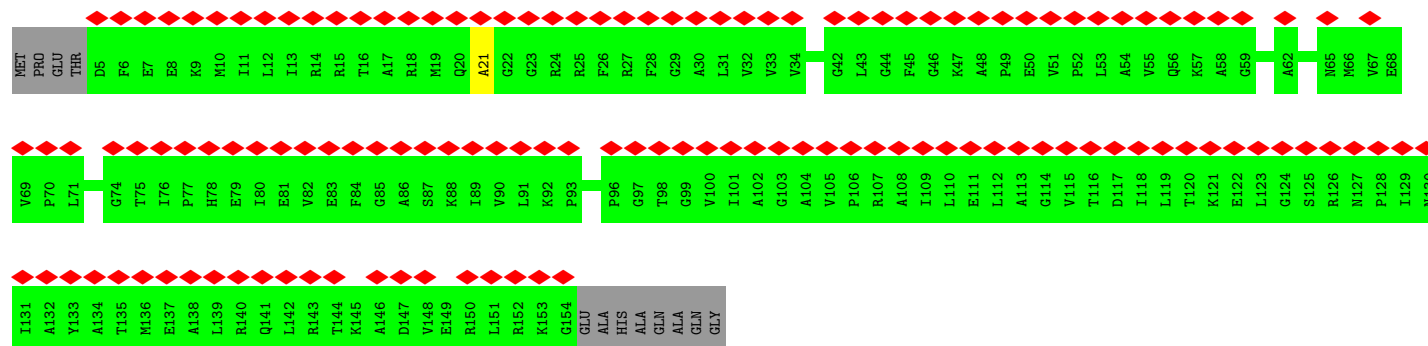 MET PRO GLU THR D5 F6 E7 E8 K9 M10 I11 L12 I13 R14 R15 T16 A17 R18 M19 Q20 A21 G22 G23 R24 R25 F26 R27 F28 G29 A30 L31 V32 V33 V34 G42 L43 G44 F45 G46 K47 A48 P49 E50 V51 P52 L53 A54 V55 Q56 K57 A58 G59 A62 N65 M66 V67 E68
V69 P70 L71 G74 T75 I76 P77 H78 E79 I80 E81 V82 E83 F84 G85 A86 S87 K88 I89 V90 L91 K92 P93 P96 G97 T98 G99 V100 I101 A102 G103 A104 V105 P106 R107 A108 I109 L110 E111 L112 A113 G114 V115 T116 D117 I118 L119 T120 K121 E122 L123 G124 S125 R126 N127 P128 I129
I131 A132 Y133 A134 T135 M136 E137 A138 L139 R140 Q141 L142 R143 T144 K145 A146 D147 V148 E149 R150 L151 R152 K153 G154 GLU ALA HIS ALA GLN ALA GLN GLY